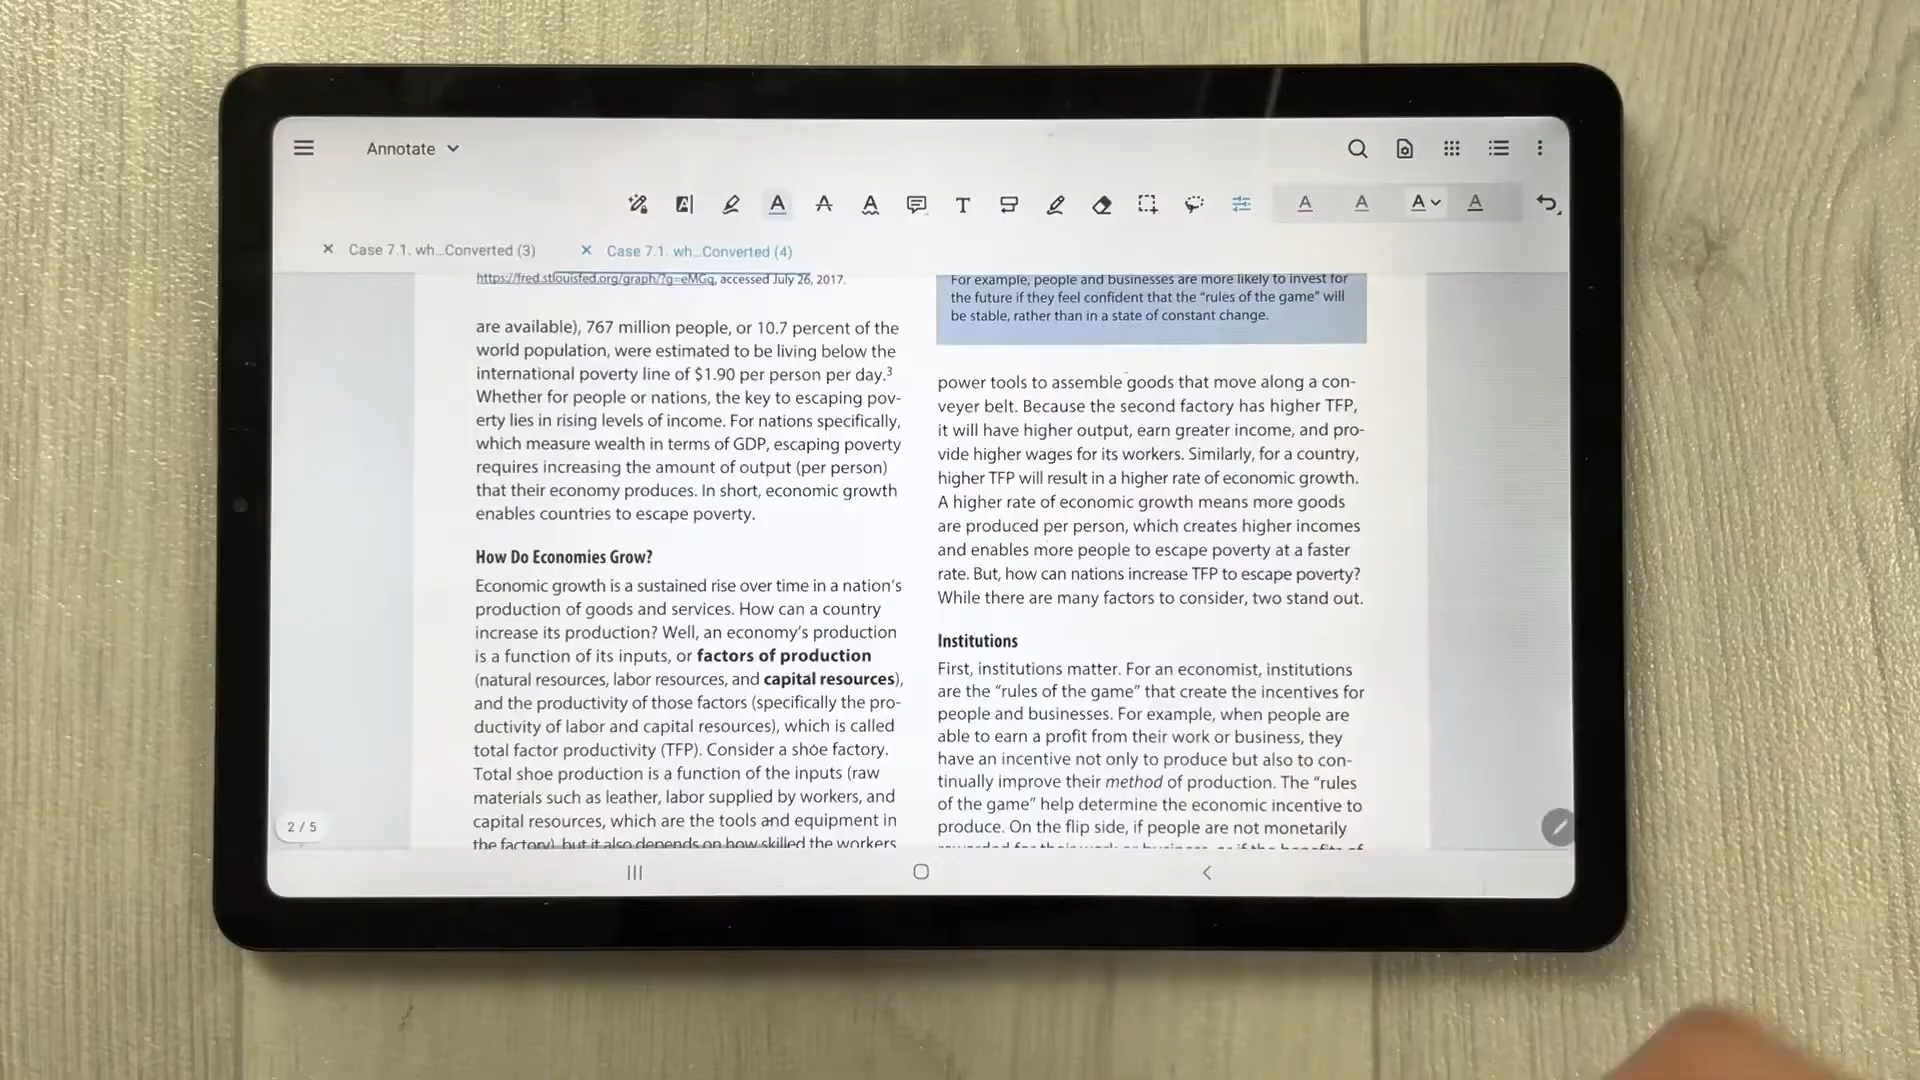 Annotate
Case 7.1. wh...Converted (3)
Case 7.1. wh...Converted (4)
https://fred.stlouisfed.org/graph/?g=eMGq, accessed July 26, 2017.
are available), 767 million people, or 10.7 percent of the
world population, were estimated to be living below the
international poverty line of $1.90 per person per day.3
Whether for people or nations, the key to escaping pov-
erty lies in rising levels of income. For nations specifically,
which measure wealth in terms of GDP, escaping poverty
requires increasing the amount of output (per person)
that their economy produces. In short, economic growth
enables countries to escape poverty.
How Do Economies Grow?
Economic growth is a sustained rise over time in a nation's
production of goods and services. How can a country
increase its production? Well, an economy's production
is a function of its inputs, or factors of production
(natural resources, labor resources, and capital resources),
and the productivity of those factors (specifically the pro-
ductivity of labor and capital resources), which is called
total factor productivity (TFP). Consider a shoe factory.
Total shoe production is a function of the inputs (raw
materials such as leather, labor supplied by workers, and
capital resources, which are the tools and equipment in
the factory) but it also depends on how skilled the workers
For example, people and businesses are more likely to invest for
the future if they feel confident that the "rules of the game" will
be stable, rather than in a state of constant change.
power tools to assemble goods that move along a con-
veyer belt. Because the second factory has higher TFP,
it will have higher output, earn greater income, and pro-
vide higher wages for its workers. Similarly, for a country,
higher TFP will result in a higher rate of economic growth.
A higher rate of economic growth means more goods
are produced per person, which creates higher incomes
and enables more people to escape poverty at a faster
rate. But, how can nations increase TFP to escape poverty?
While there are many factors to consider, two stand out.
Institutions
First, institutions matter. For an economist, institutions
are the "rules of the game" that create the incentives for
people and businesses. For example, when people are
able to earn a profit from their work or business, they
have an incentive not only to produce but also to con-
tinually improve their method of production. The "rules
of the game" help determine the economic incentive to
produce. On the flip side, if people are not monetarily
2 / 5